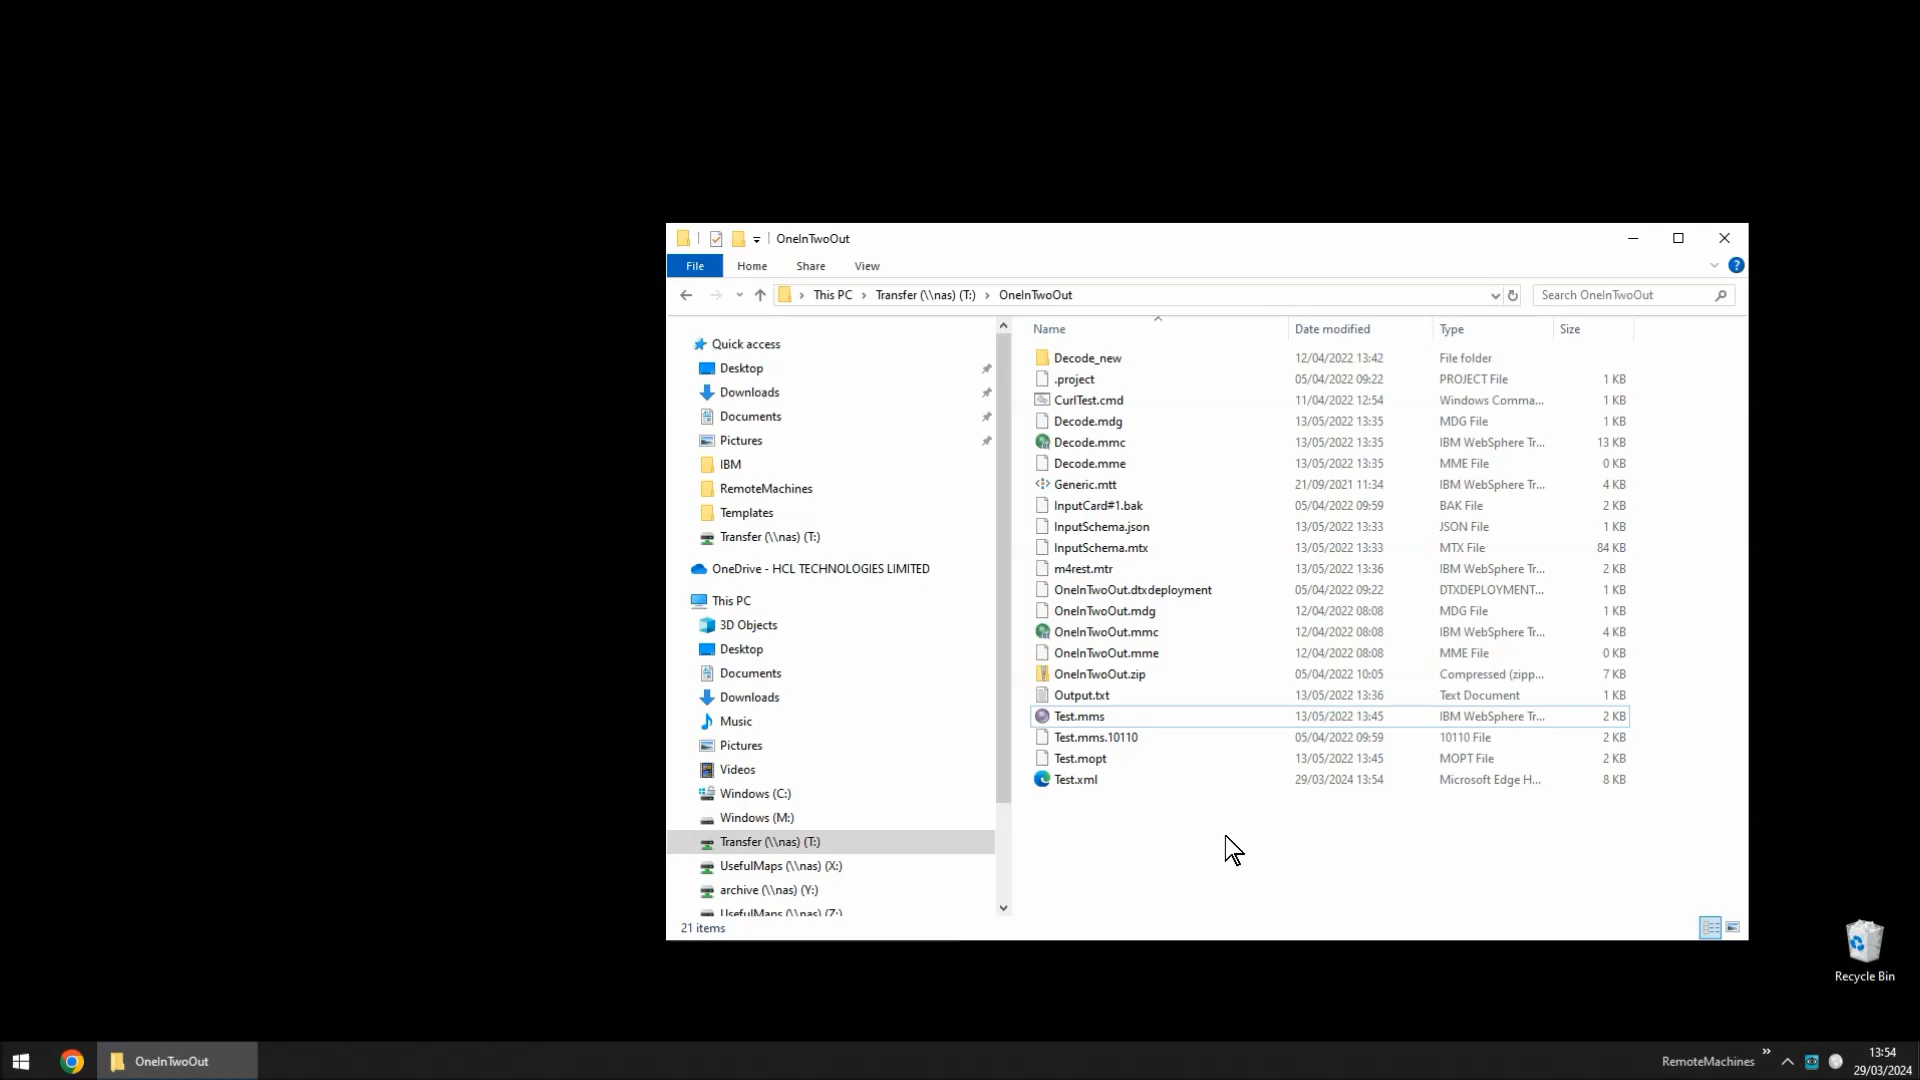 OneInTwoOut
File Home Share View
This PC Transfer (\\nas) (T:) OneInTwoOut Search OneInTwoOut
Quick access
Desktop
Downloads
Documents
Pictures
IBM
RemoteMachines
Templates
Transfer (\\nas) (T:)
OneDrive - HCL TECHNOLOGIES LIMITED
This PC
3D Objects
Desktop
Documents
Downloads
Music
Pictures
Videos
Windows (C:)
Windows (M:)
Transfer (\\nas) (T:)
UsefulMaps (\\nas) (X:)
archive (\\nas) (Y:)
UsefulMaps (\\nas) (Z:)
Name Date modified Type Size
Decode_new 12/04/2022 13:42 File folder
.project 05/04/2022 09:22 PROJECT File 1 KB
CurlTest.cmd 11/04/2022 12:54 Windows Comma... 1 KB
Decode.mdg 13/05/2022 13:35 MDG File 1 KB
Decode.mmc 13/05/2022 13:35 IBM WebSphere Tr... 13 KB
Decode.mme 13/05/2022 13:35 MME File 0 KB
Generic.mtt 21/09/2021 11:34 IBM WebSphere Tr... 4 KB
InputCard#1.bak 05/04/2022 09:59 BAK File 2 KB
InputSchema.json 13/05/2022 13:33 JSON File 1 KB
InputSchema.mtx 13/05/2022 13:33 MTX File 84 KB
m4rest.mtr 13/05/2022 13:36 IBM WebSphere Tr... 2 KB
OneInTwoOut.dtxdeployment 05/04/2022 09:22 DTXDEPLOYMENT... 1 KB
OneInTwoOut.mdg 12/04/2022 08:08 MDG File 1 KB
OneInTwoOut.mmc 12/04/2022 08:08 IBM WebSphere Tr... 4 KB
OneInTwoOut.mme 12/04/2022 08:08 MME File 0 KB
OneInTwoOut.zip 05/04/2022 10:05 Compressed (zipp... 7 KB
Output.txt 13/05/2022 13:36 Text Document 1 KB
Test.mms 13/05/2022 13:45 IBM WebSphere Tr... 2 KB
Test.mms.10110 05/04/2022 09:59 10110 File 2 KB
Test.mopt 13/05/2022 13:45 MOPT File 2 KB
Test.xml 29/03/2024 13:54 Microsoft Edge H... 8 KB
21 items
Recycle Bin
OneInTwoOut
RemoteMachines
13:54
29/03/2024